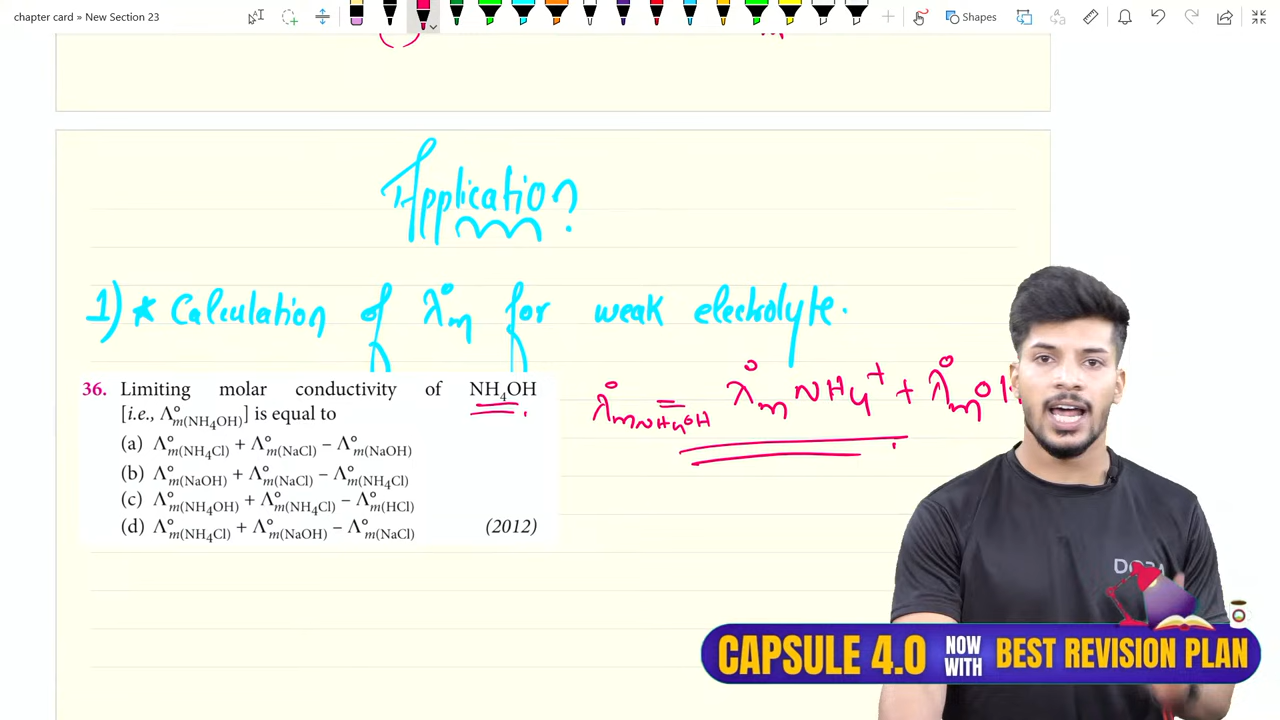 chapter card » New Section 23
Shapes
Application?
1) * Calculation of λ°m for weak electrolyte.
36. Limiting molar conductivity of NH₄OH
[i.e., Λ°m(NH₄OH)] is equal to
(a) Λ°m(NH₄Cl) + Λ°m(NaCl) – Λ°m(NaOH)
(b) Λ°m(NaOH) + Λ°m(NaCl) – Λ°m(NH₄Cl)
(c) Λ°m(NH₄OH) + Λ°m(NH₄Cl) – Λ°m(HCl)
(d) Λ°m(NH₄Cl) + Λ°m(NaOH) – Λ°m(NaCl) (2012)
λ°m NH₄OH = λ°m NH₄⁺ + λ°m OH
CAPSULE 4.0 NOW WITH BEST REVISION PLAN